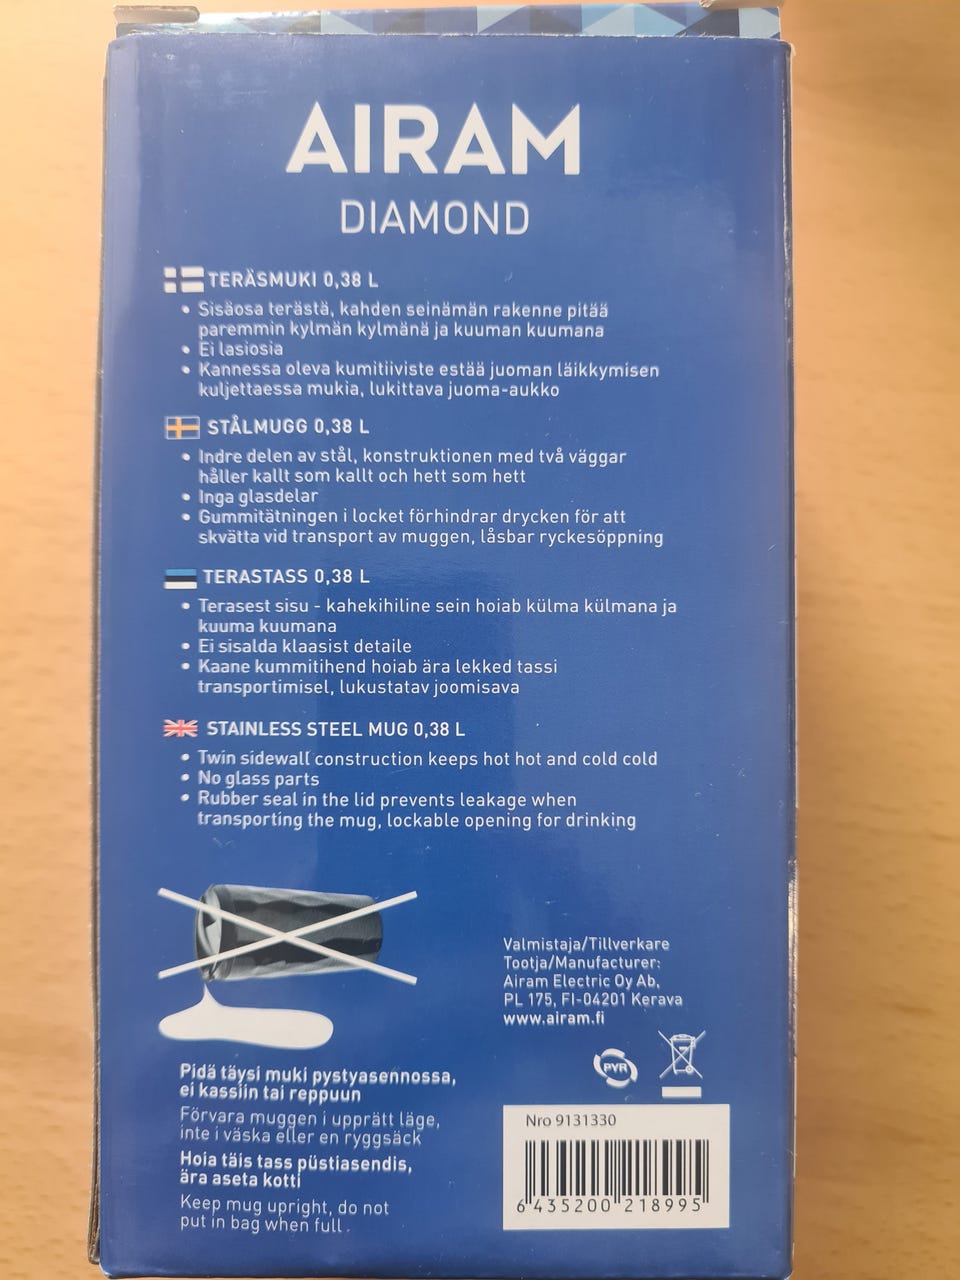 AIRAM
DIAMOND
TERÄSMUKI 0,38 L
• Sisäosa terästä, kahden seinämän rakenne pitää
paremmin kylmän kylmänä ja kuuman kuumana
• Ei lasiosia
• Kannessa oleva kumitiiviste estää juoman läikkymisen
kuljettaessa mukia, lukittava juoma-aukko
STÅLMUGG 0,38 L
• Indre delen av stål, konstruktionen med två väggar
håller kallt som kallt och hett som hett
• Inga glasdelar
• Gummitätningen i locket förhindrar drycken för att
skvätta vid transport av muggen, låsbar ryckesöppning
TERASTASS 0,38 L
• Terasest sisu - kahekihiline sein hoiab külma külmana ja
kuuma kuumana
• Ei sisalda klaasist detaile
• Kaane kummitihend hoiab ära lekked tassi
transportimisel, lukustatav joomisava
STAINLESS STEEL MUG 0,38 L
• Twin sidewall construction keeps hot hot and cold cold
• No glass parts
• Rubber seal in the lid prevents leakage when
transporting the mug, lockable opening for drinking
Pidä täysi muki pystyasennossa,
ei kassiin tai reppuun
Förvara muggen i upprätt läge,
inte i väska eller en ryggsäck
Hoia täis tass püstiasendis,
ära aseta kotti
Keep mug upright, do not
put in bag when full.
Valmistaja/Tillverkare
Tootja/Manufacturer:
Airam Electric Oy Ab,
PL 175, FI-04201 Kerava
www.airam.fi
PYR
Nro 9131330
6 435200 218995